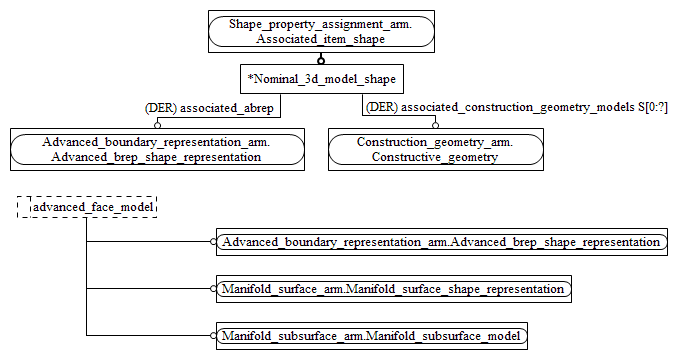 Shape_property_assignment_arm.
Associated_item_shape
*Nominal_3d_model_shape
(DER) associated_abrep
(DER) associated_construction_geometry_models S[0:?]
Advanced_boundary_representation_arm.
Advanced_brep_shape_representation
Construction_geometry_arm.
Constructive_geometry
advanced_face_model
Advanced_boundary_representation_arm.Advanced_brep_shape_representation
Manifold_surface_arm.Manifold_surface_shape_representation
Manifold_subsurface_arm.Manifold_subsurface_model